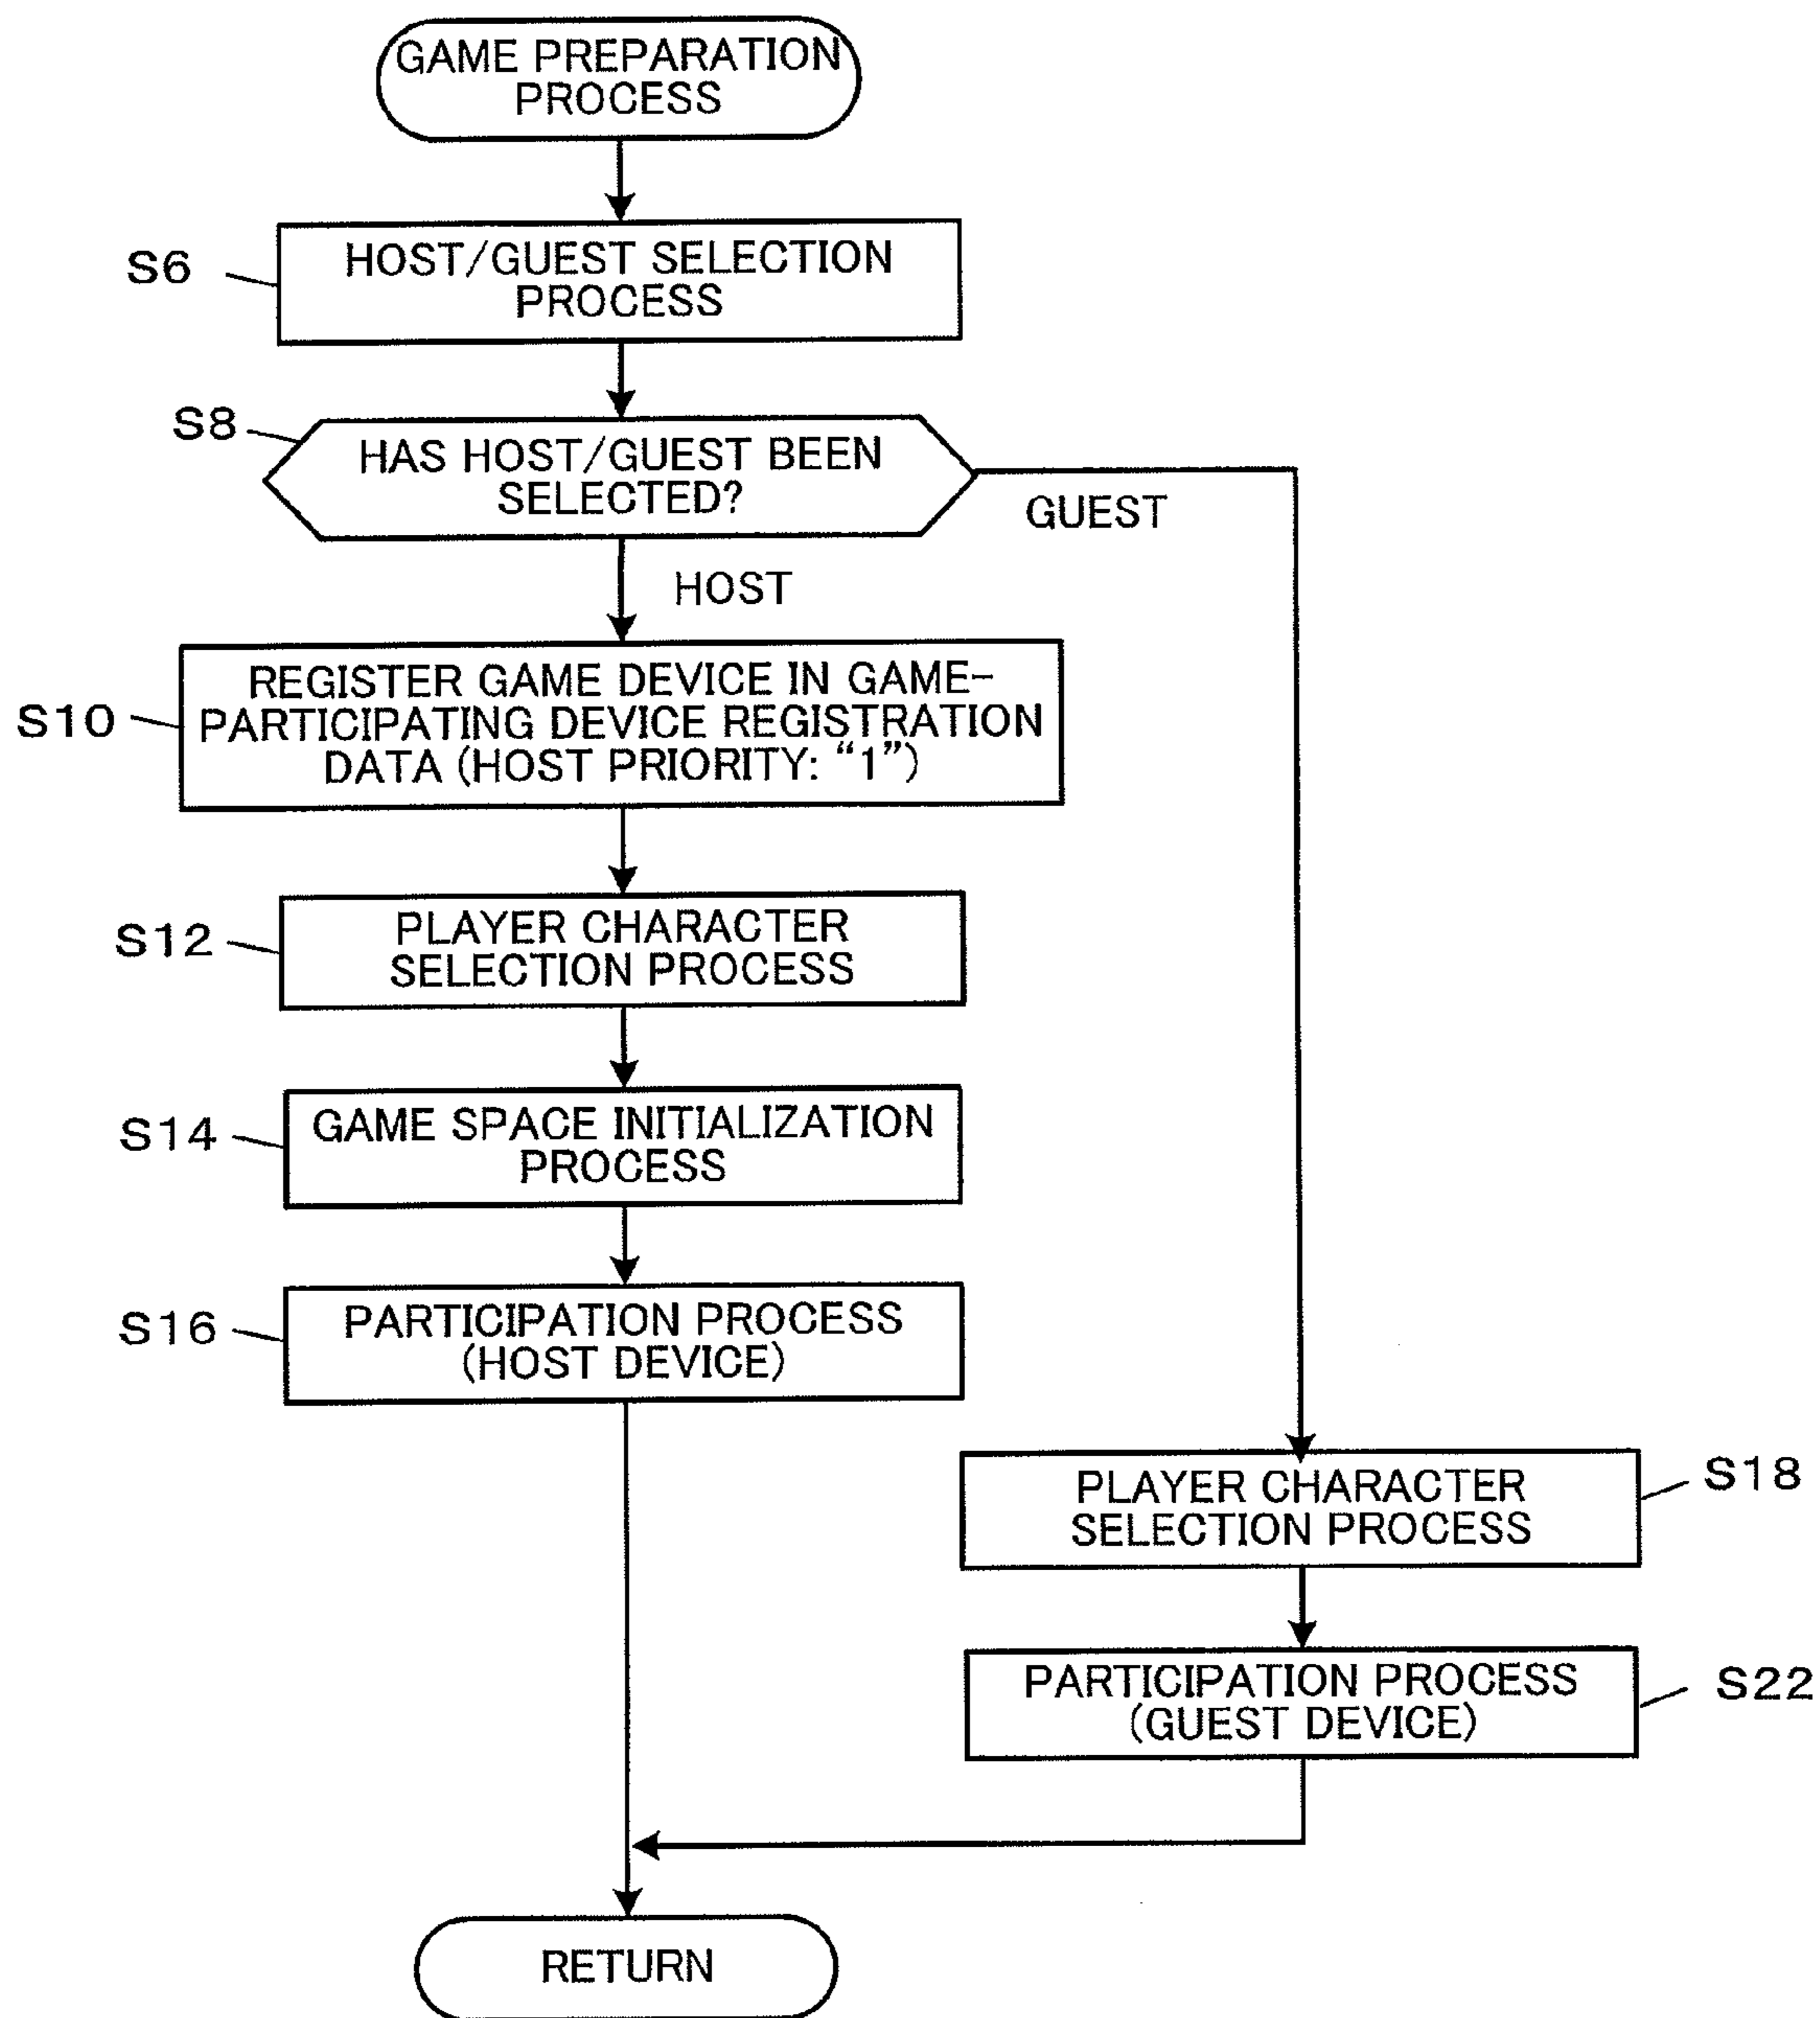 GAME PREPARATION
PROCESS
S6
HOST/GUEST SELECTION
PROCESS
S8
HAS HOST/GUEST BEEN
SELECTED?
GUEST
HOST
S10
REGISTER GAME DEVICE IN GAME-
PARTICIPATING DEVICE REGISTRATION
DATA (HOST PRIORITY: “1”)
S12
PLAYER CHARACTER
SELECTION PROCESS
S14
GAME SPACE INITIALIZATION
PROCESS
S16
PARTICIPATION PROCESS
(HOST DEVICE)
PLAYER CHARACTER
SELECTION PROCESS
S18
PARTICIPATION PROCESS
(GUEST DEVICE)
S22
RETURN